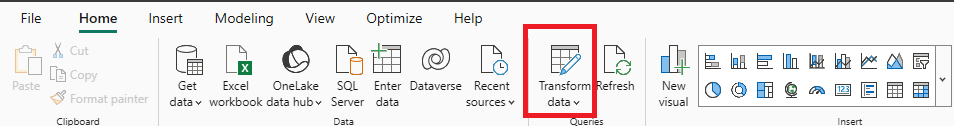 File Home Insert Modeling View Optimize Help
Paste
Cut
Copy
Format painter
Clipboard
Get
data
Excel
workbook
OneLake
data hub
SQL
Server
Enter
data
Dataverse
Recent
sources
Data
Transform
data
Refresh
Queries
New
visual
123
Insert